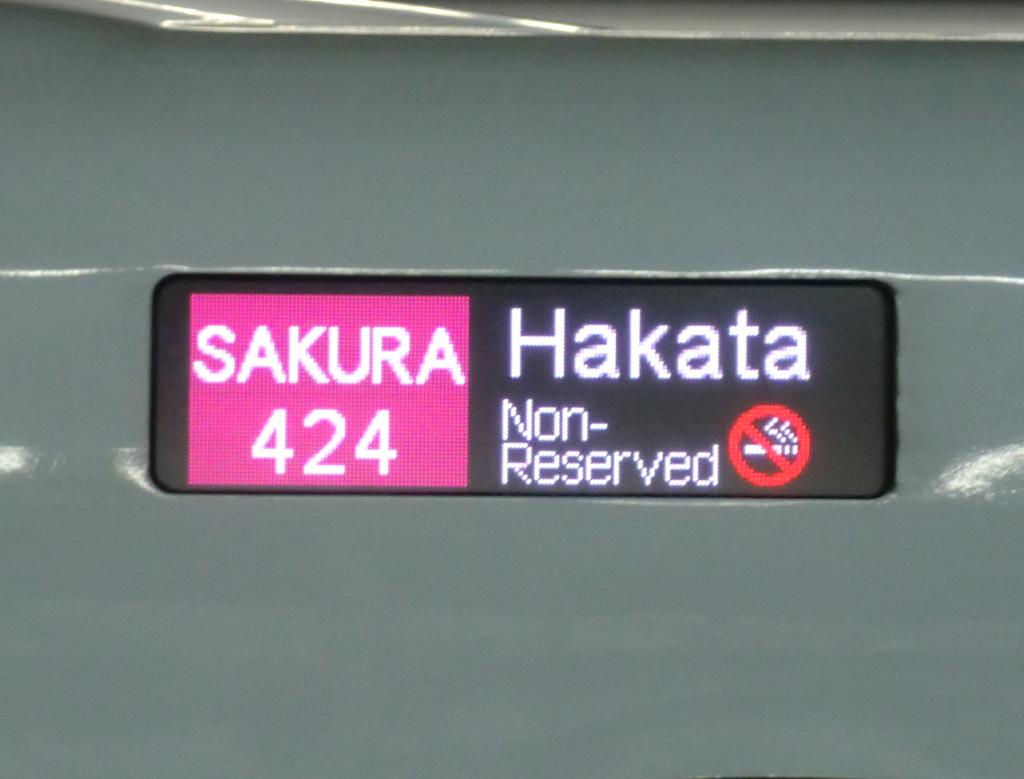 SAKURA
424
Hakata
Non-
Reserved